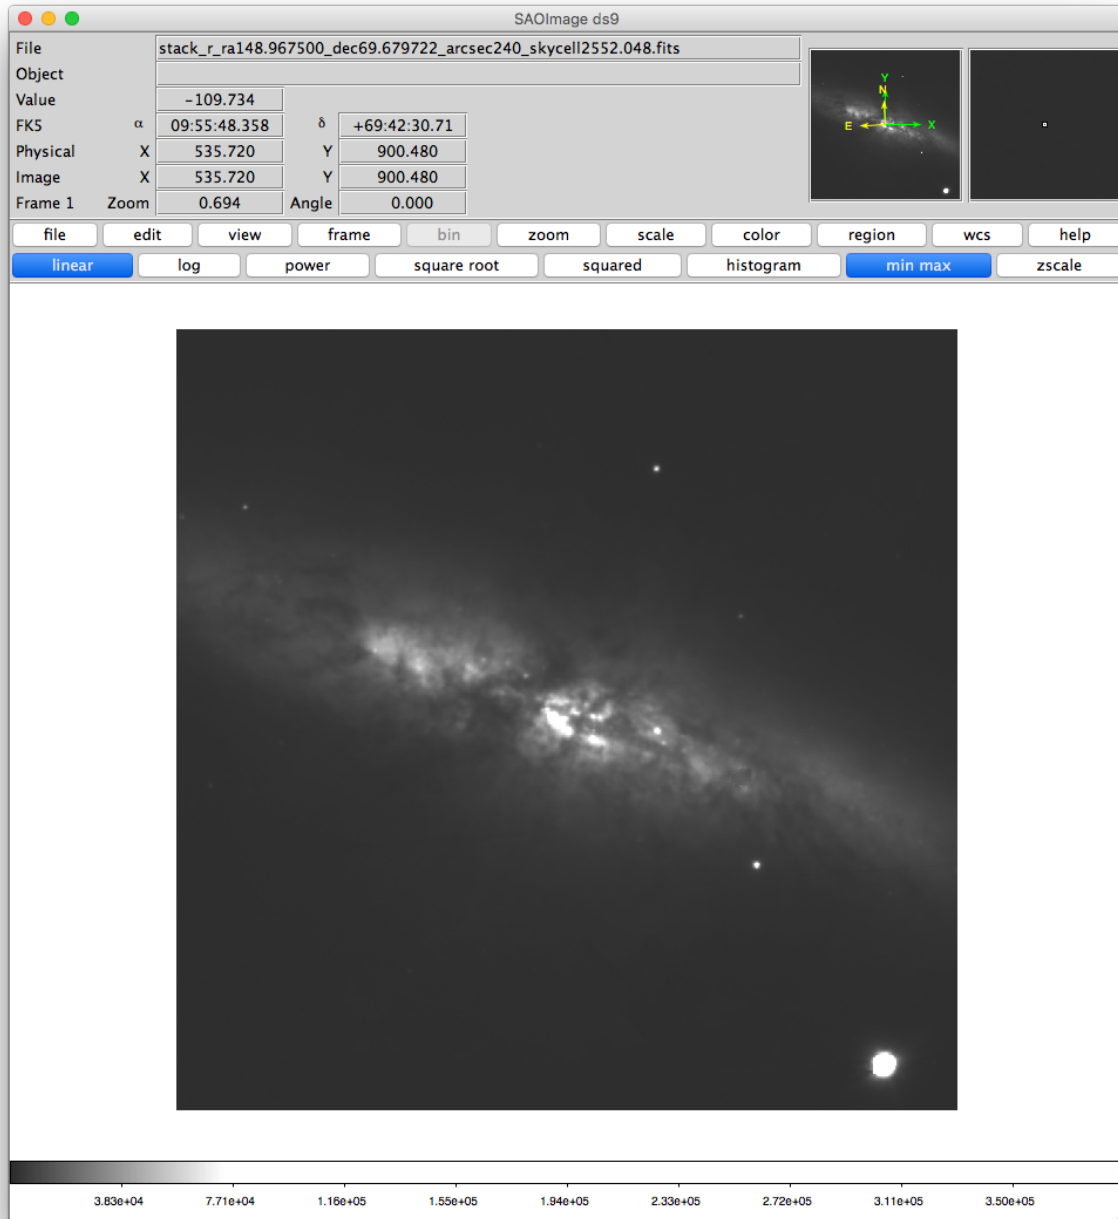 SAOImage ds9
File stack_r_ra148.967500_dec69.679722_arcsec240_skycell2552.048.fits
Object
Value -109.734
FK5 α 09:55:48.358 δ +69:42:30.71
Physical X 535.720 Y 900.480
Image X 535.720 Y 900.480
Frame 1 Zoom 0.694 Angle 0.000
Y
N
E X
file edit view frame bin zoom scale color region wcs help
linear log power square root squared histogram min max zscale
3.83e+04 7.71e+04 1.16e+05 1.55e+05 1.94e+05 2.33e+05 2.72e+05 3.11e+05 3.50e+05